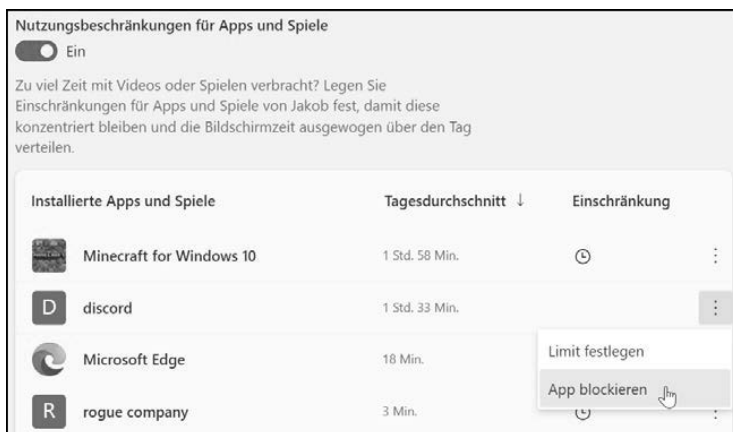 Nutzungsbeschränkungen für Apps und Spiele
Ein
Zu viel Zeit mit Videos oder Spielen verbracht? Legen Sie
Einschränkungen für Apps und Spiele von Jakob fest, damit diese
konzentriert bleiben und die Bildschirmzeit ausgewogen über den Tag
verteilen.
Installierte Apps und Spiele Tagesdurchschnitt ↓ Einschränkung
Minecraft for Windows 10 1 Std. 58 Min.
D discord 1 Std. 33 Min.
Microsoft Edge 18 Min.
Limit festlegen
App blockieren
R rogue company 3 Min.